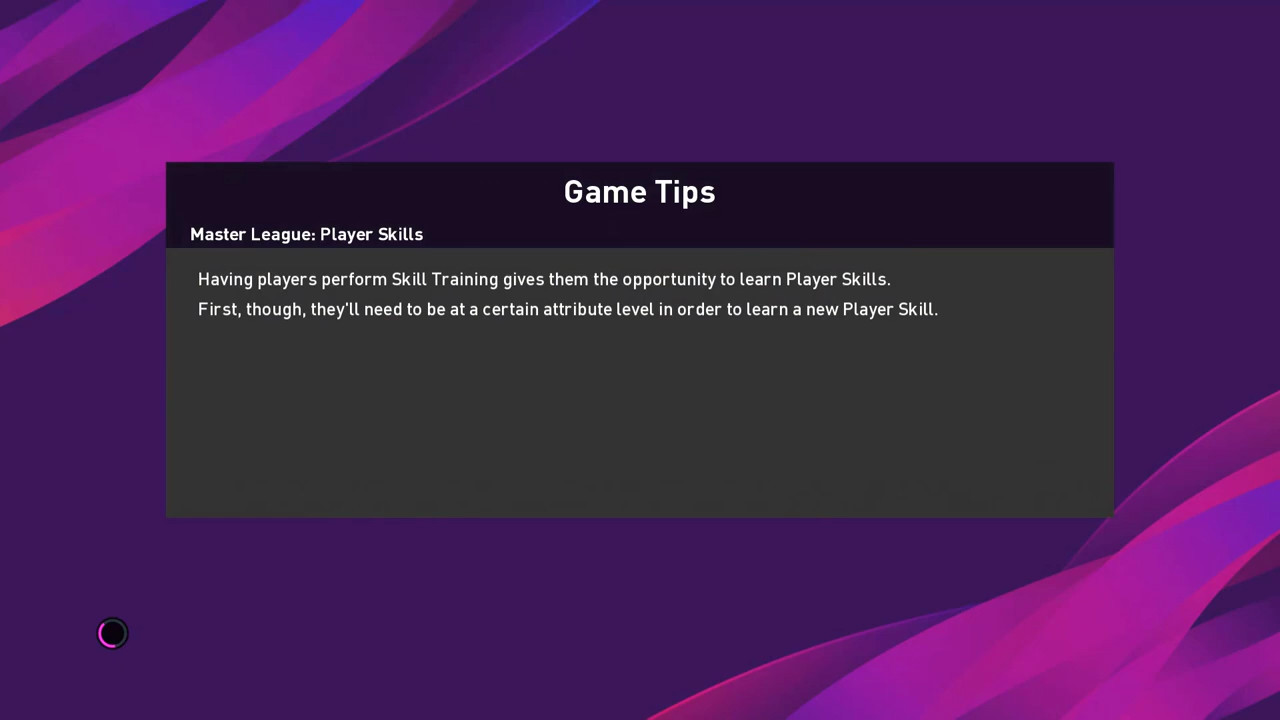 Game Tips
Master League: Player Skills
Having players perform Skill Training gives them the opportunity to learn Player Skills.
First, though, they'll need to be at a certain attribute level in order to learn a new Player Skill.